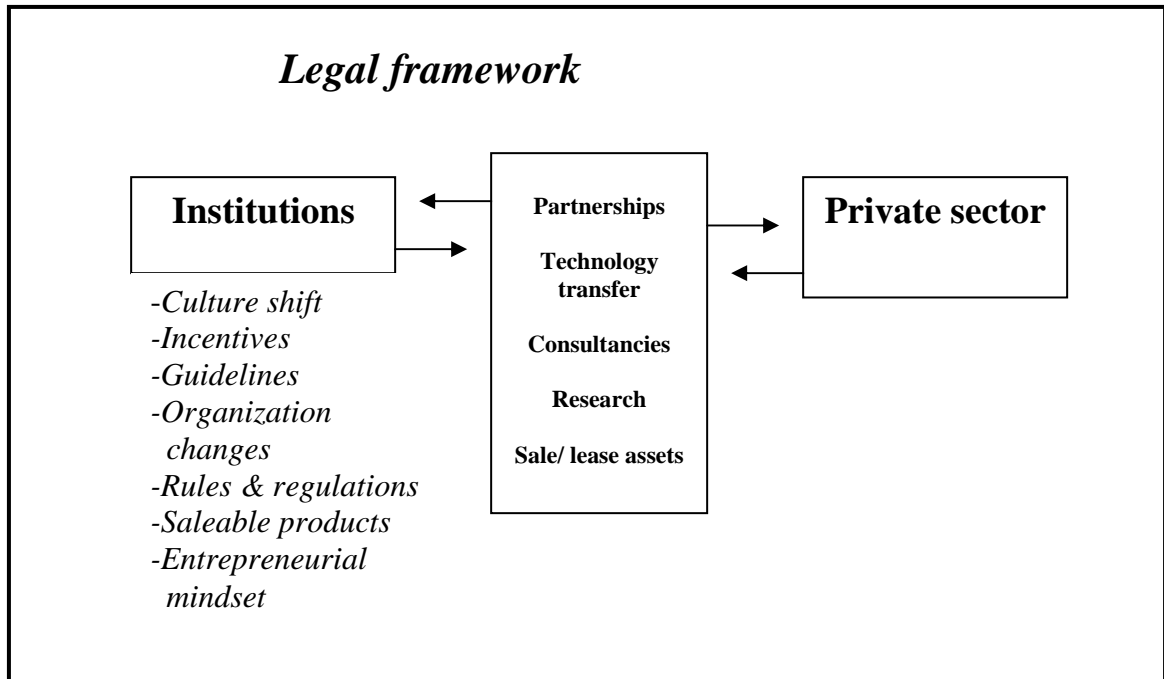 Legal framework
Institutions
-Culture shift
-Incentives
-Guidelines
-Organization
changes
-Rules & regulations
-Saleable products
-Entrepreneurial
mindset
Partnerships
Technology
transfer
Consultancies
Research
Sale/ lease assets
Private sector